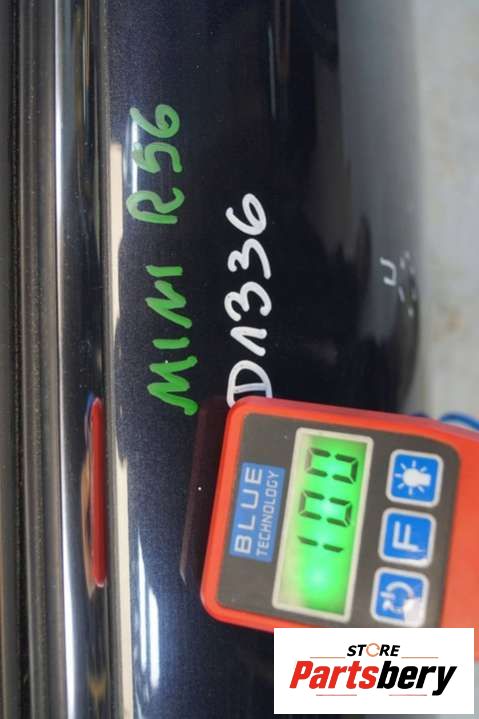 MINI R56
D1336
BLUE
TECHNOLOGY
100
F
STORE
Partsbery